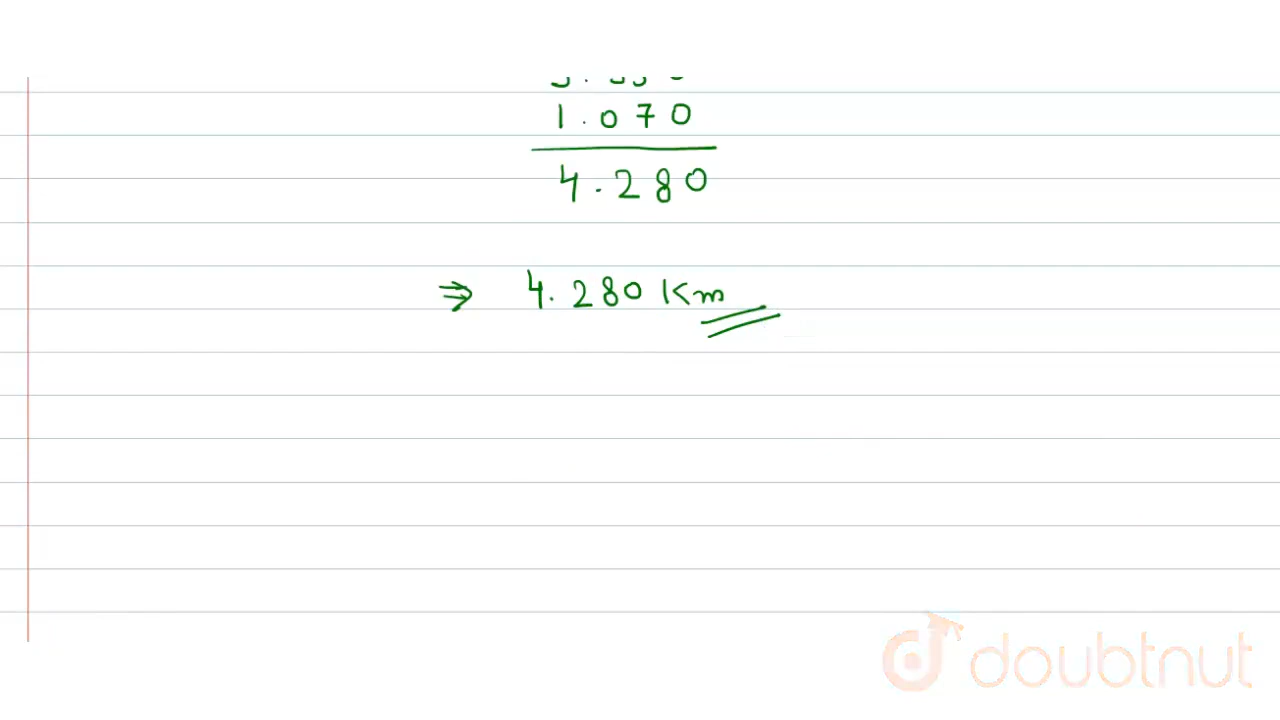 1.070
4.280
⇒ 4.280 Km
doubtnut